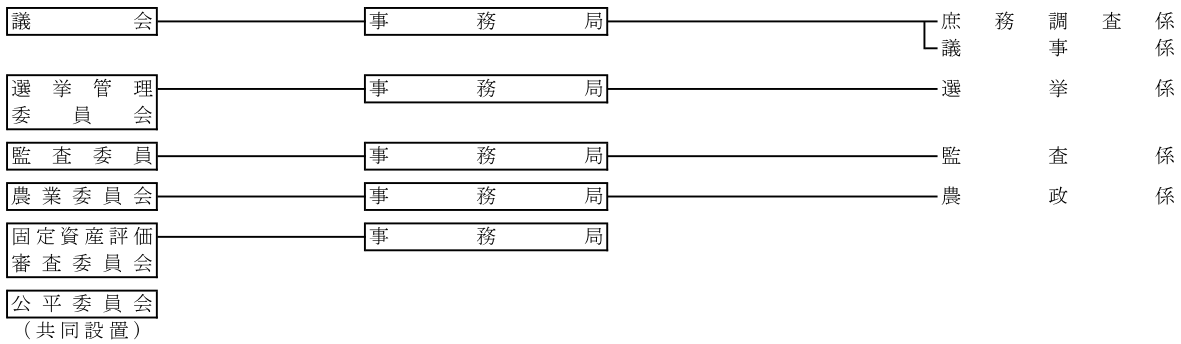 議会 事務局 庶務調査係
議事係
選挙管理 事務局 選挙係
委員会
監査委員 事務局 監査係
農業委員会 事務局 農政係
固定資産評価 事務局
審査委員会
公平委員会
（共同設置）